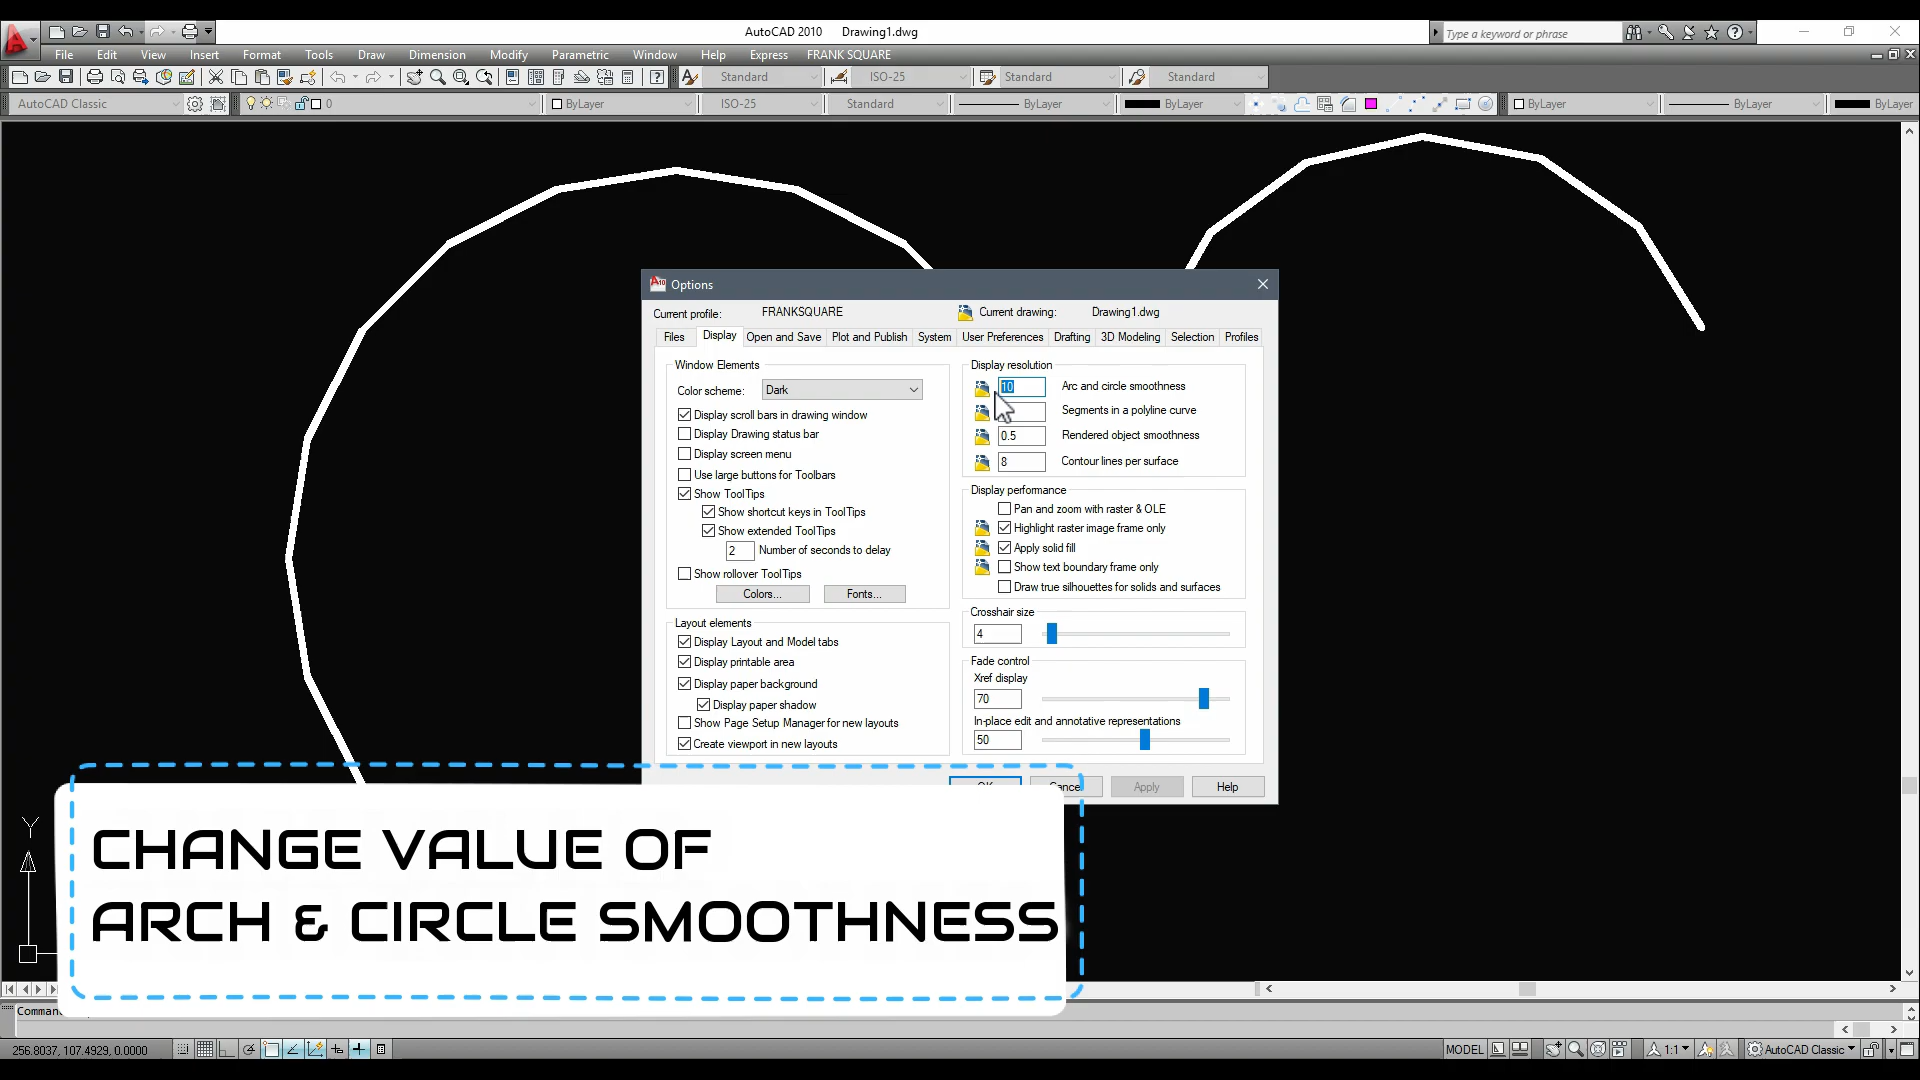 AutoCAD 2010 Drawing1.dwg
Type a keyword or phrase
File Edit View Insert Format Tools Draw Dimension Modify Parametric Window Help Express FRANK SQUARE
Standard ISO-25 Standard Standard
AutoCAD Classic 0 ByLayer ISO-25 Standard ByLayer ByLayer ByLayer ByLayer ByLayer
Options
Current profile: FRANKSQUARE Current drawing: Drawing1.dwg
Files Display Open and Save Plot and Publish System User Preferences Drafting 3D Modeling Selection Profiles
Window Elements
Color scheme: Dark
Display scroll bars in drawing window
Display Drawing status bar
Display screen menu
Use large buttons for Toolbars
Show ToolTips
Show shortcut keys in ToolTips
Show extended ToolTips
2 Number of seconds to delay
Show rollover ToolTips
Colors... Fonts...
Layout elements
Display Layout and Model tabs
Display printable area
Display paper background
Display paper shadow
Show Page Setup Manager for new layouts
Create viewport in new layouts
Display resolution
10 Arc and circle smoothness
Segments in a polyline curve
0.5 Rendered object smoothness
8 Contour lines per surface
Display performance
Pan and zoom with raster & OLE
Highlight raster image frame only
Apply solid fill
Show text boundary frame only
Draw true silhouettes for solids and surfaces
Crosshair size
4
Fade control
Xref display
70
In-place edit and annotative representations
50
OK Cancel Apply Help
CHANGE VALUE OF
ARCH & CIRCLE SMOOTHNESS
Y
Comman
256.8037, 107.4929, 0.0000 MODEL 1:1 AutoCAD Classic